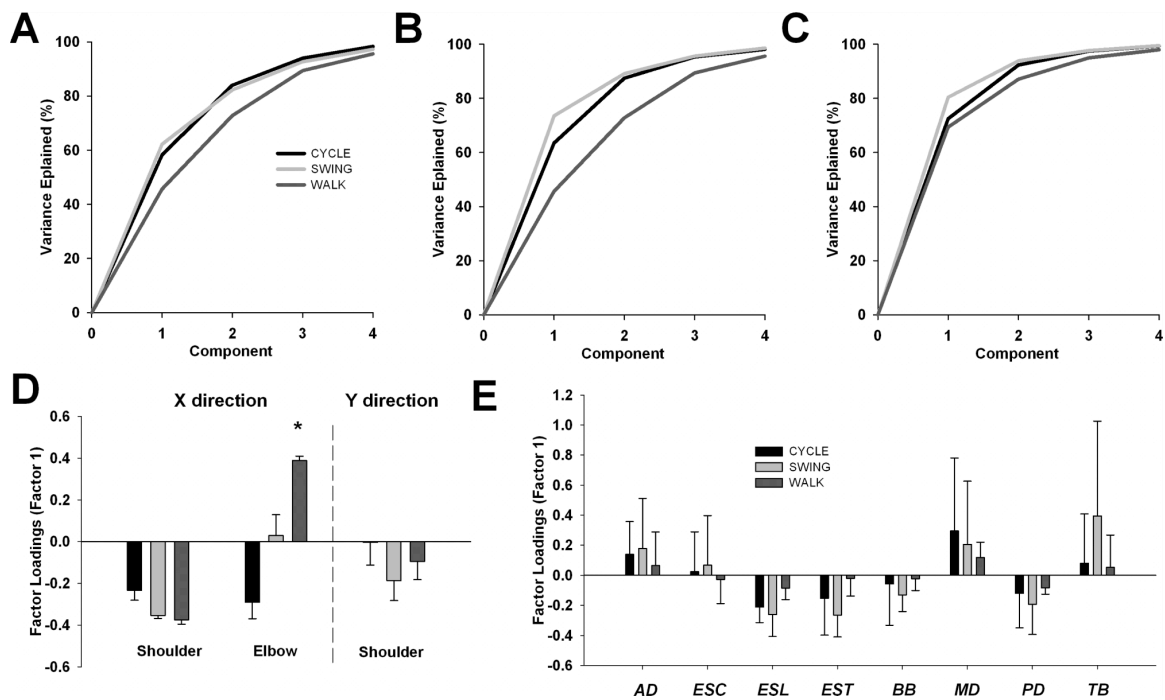 A
B
C
100
80
60
40
20
0
Variance Eplained (%)
CYCLE
SWING
WALK
0 1 2 3 4
Component
100
80
60
40
20
0
Variance Eplained (%)
0 1 2 3 4
Component
100
80
60
40
20
0
Variance Eplained (%)
0 1 2 3 4
Component
D
X direction
Y direction
0.6
0.4
0.2
0.0
-0.2
-0.4
-0.6
Factor Loadings (Factor 1)
*
Shoulder Elbow Shoulder
E
1.2
1.0
0.8
0.6
0.4
0.2
0.0
-0.2
-0.4
-0.6
Factor Loadings (Factor 1)
CYCLE
SWING
WALK
AD ESC ESL EST BB MD PD TB